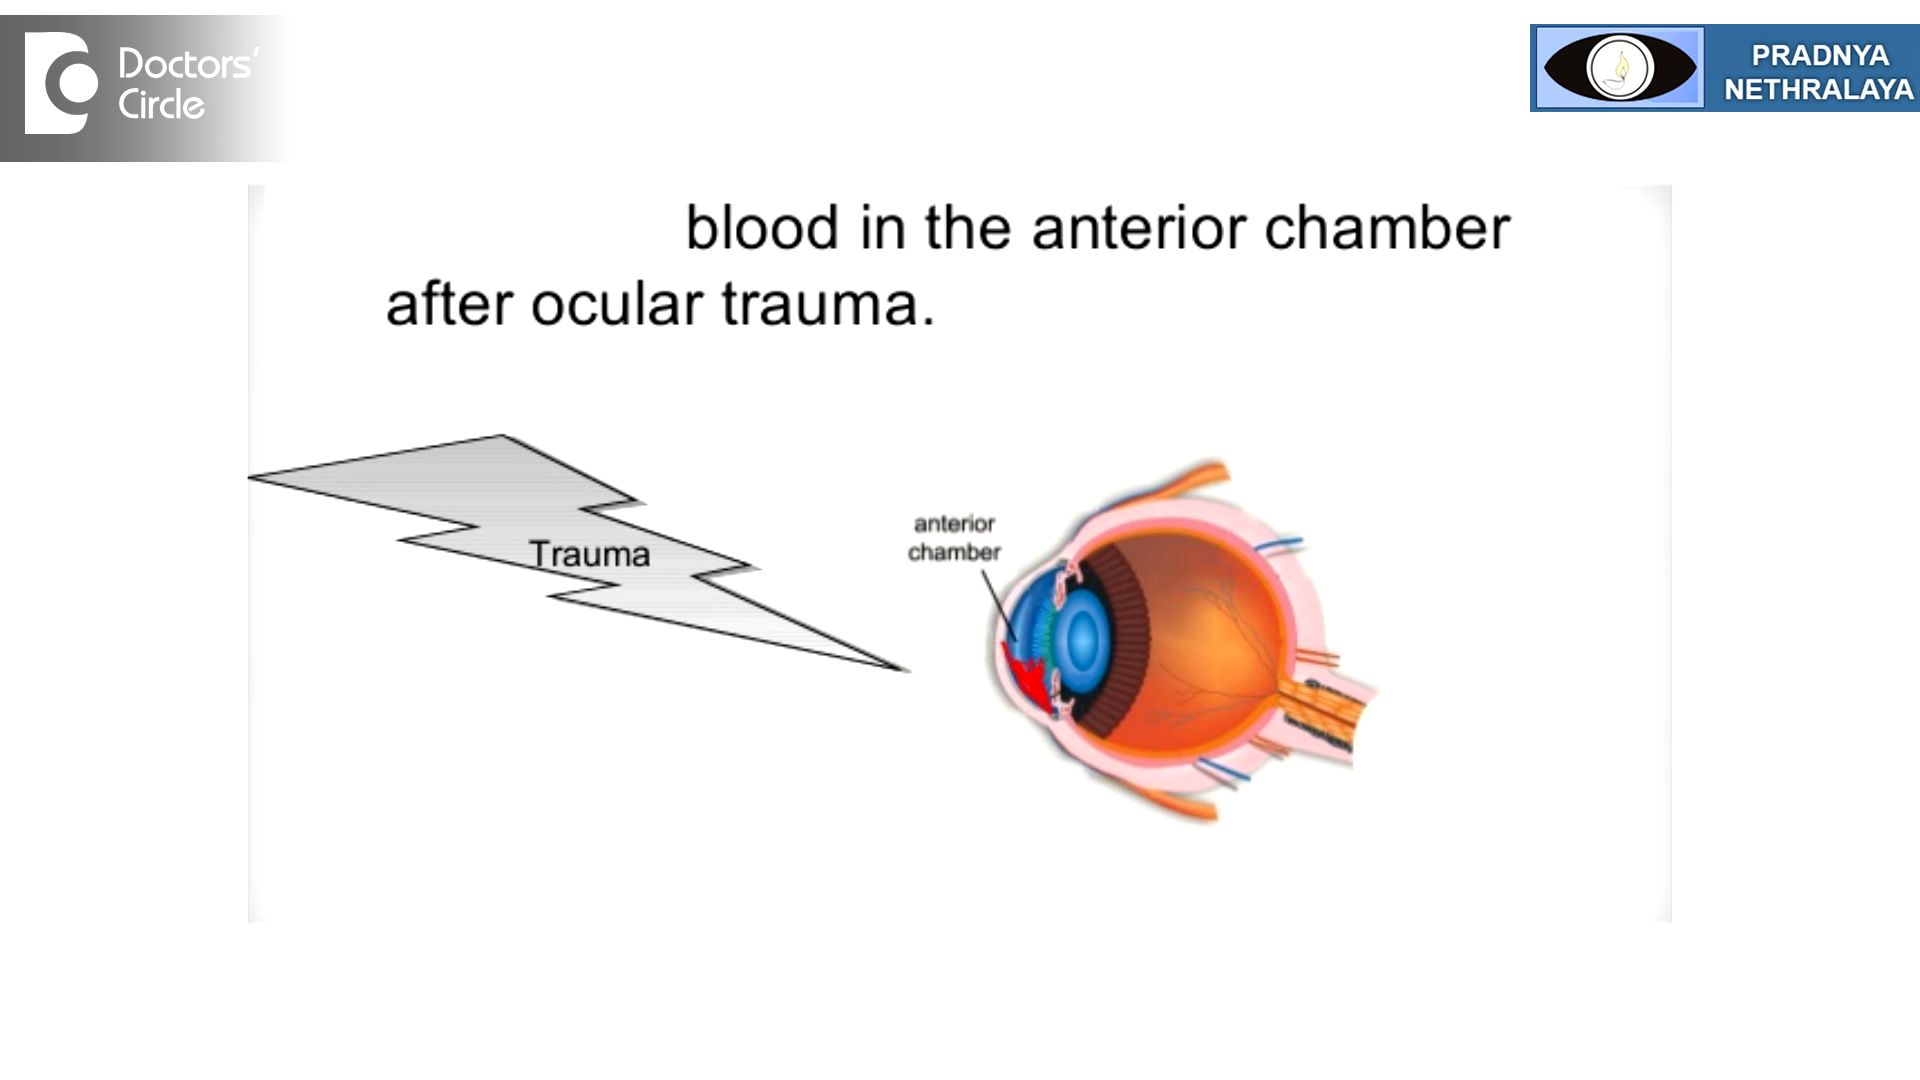 Doctors'
Circle
PRADNYA
NETHRALAYA
blood in the anterior chamber
after ocular trauma.
Trauma
anterior
chamber